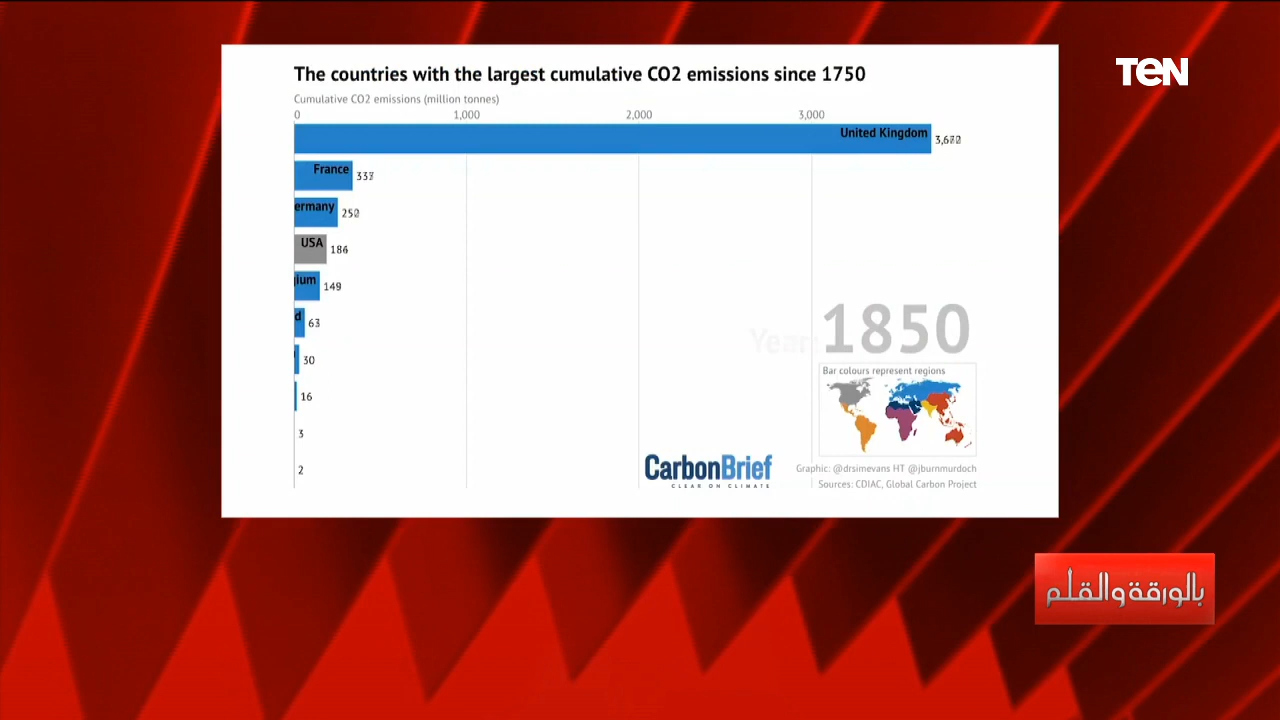 TEN
The countries with the largest cumulative CO2 emissions since 1750
Cumulative CO2 emissions (million tonnes)
0 1,000 2,000 3,000
United Kingdom
France
ermany
USA 186
gium 149
d 63
30
16
3
2
1850
Bar colours represent regions
CarbonBrief
CLEAR ON CLIMATE
Graphic: @drsimevans HT @jburnmurdoch
Sources: CDIAC, Global Carbon Project
بالورقة والقلم